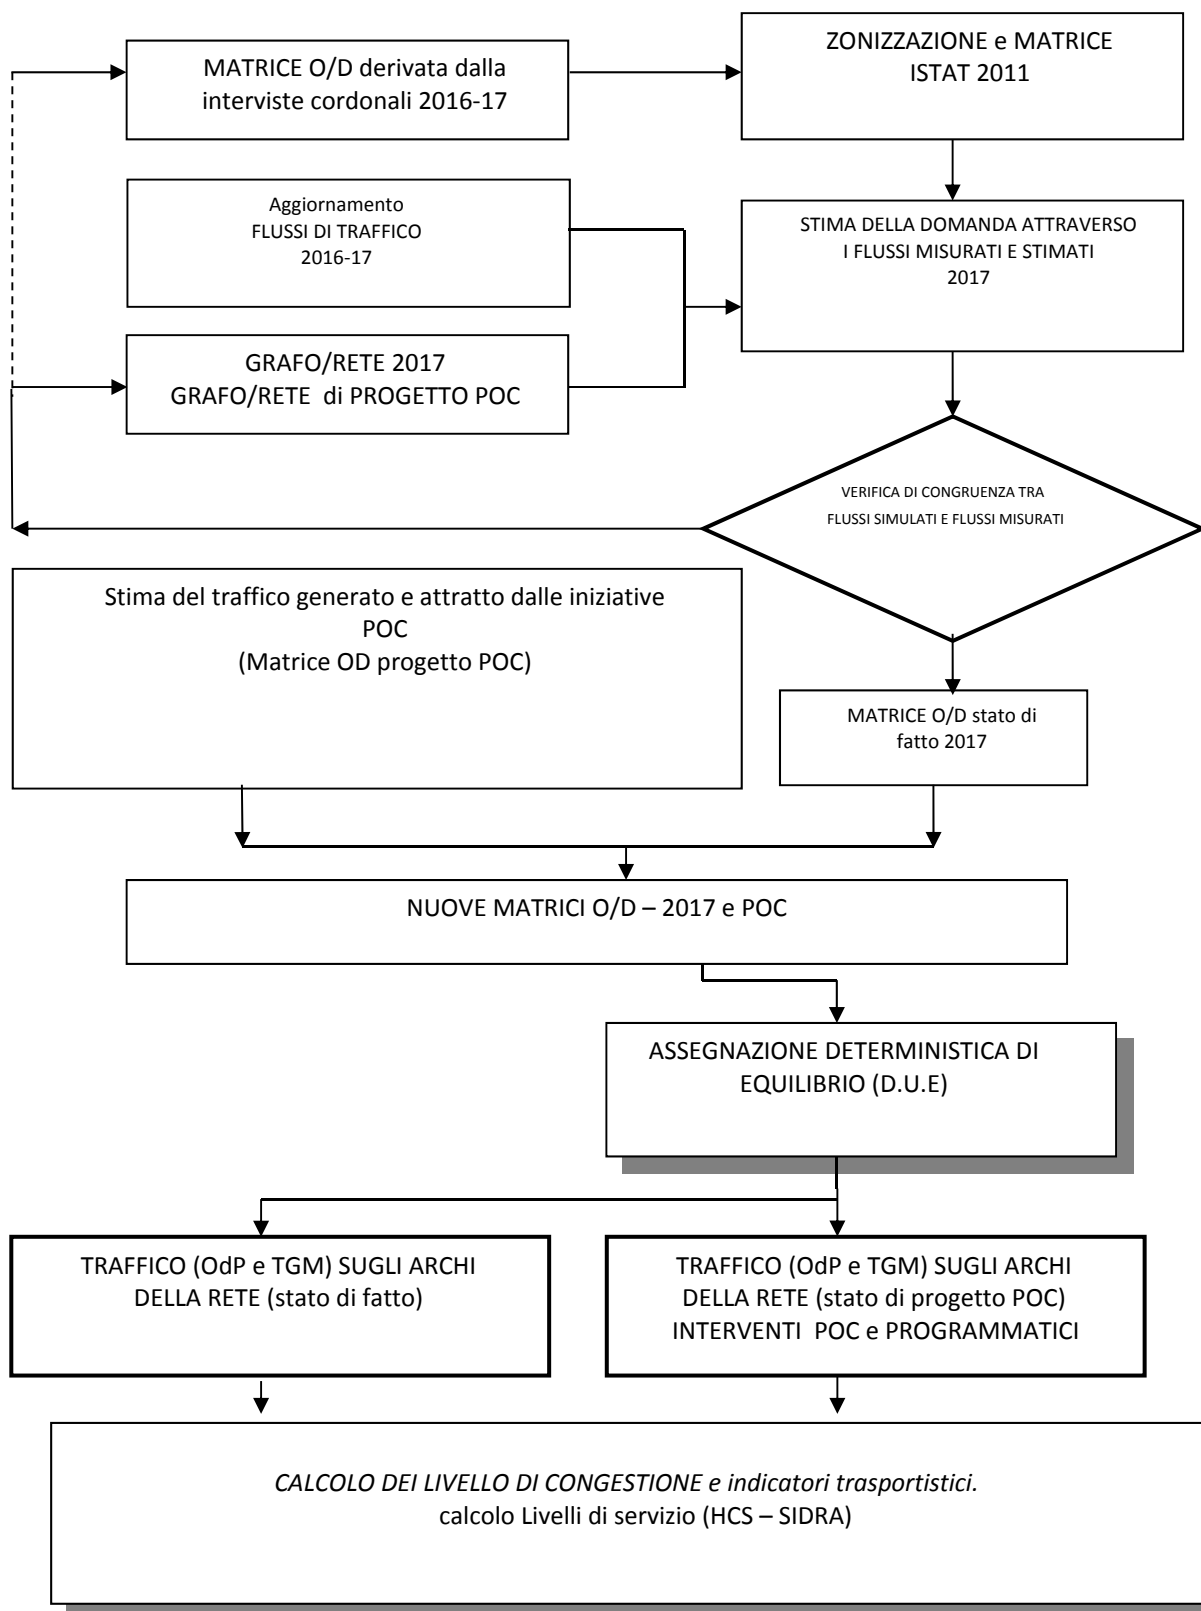 MATRICE O/D derivata dalla
interviste cordonali 2016-17
ZONIZZAZIONE e MATRICE
ISTAT 2011
Aggiornamento
FLUSSI DI TRAFFICO
2016-17
STIMA DELLA DOMANDA ATTRAVERSO
I FLUSSI MISURATI E STIMATI
2017
GRAFO/RETE 2017
GRAFO/RETE di PROGETTO POC
VERIFICA DI CONGRUENZA TRA
FLUSSI SIMULATI E FLUSSI MISURATI
Stima del traffico generato e attratto dalle iniziative
POC
(Matrice OD progetto POC)
MATRICE O/D stato di
fatto 2017
NUOVE MATRICI O/D – 2017 e POC
ASSEGNAZIONE DETERMINISTICA DI
EQUILIBRIO (D.U.E)
TRAFFICO (OdP e TGM) SUGLI ARCHI
DELLA RETE (stato di fatto)
TRAFFICO (OdP e TGM) SUGLI ARCHI
DELLA RETE (stato di progetto POC)
INTERVENTI POC e PROGRAMMATICI
CALCOLO DEI LIVELLO DI CONGESTIONE e indicatori trasportistici.
calcolo Livelli di servizio (HCS – SIDRA)